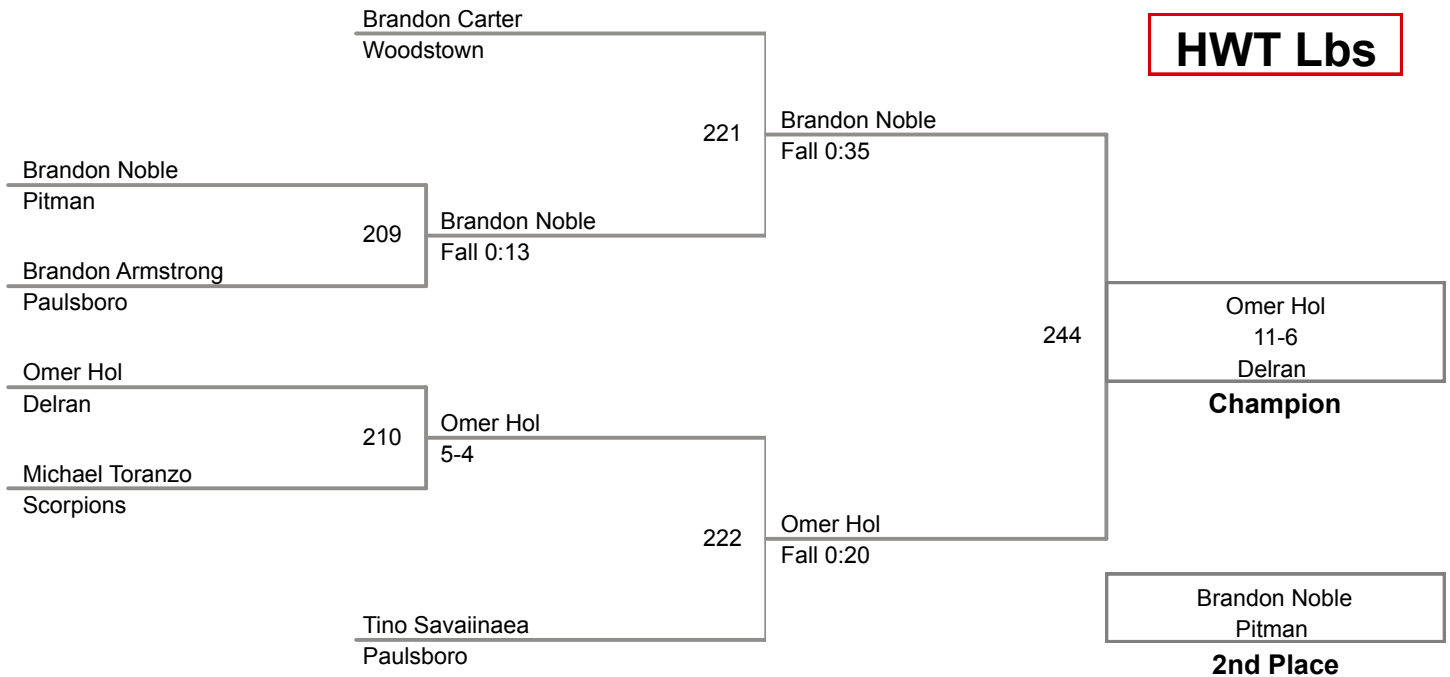 Brandon Carter
Woodstown
HWT Lbs
221
Brandon Noble
Fall 0:35
Brandon Noble
Pitman
209
Brandon Noble
Fall 0:13
Brandon Armstrong
Paulsboro
244
Omer Hol
11-6
Delran
Champion
Omer Hol
Delran
210
Omer Hol
5-4
Michael Toranzo
Scorpions
222
Omer Hol
Fall 0:20
Tino Savaiinaea
Paulsboro
Brandon Noble
Pitman
2nd Place